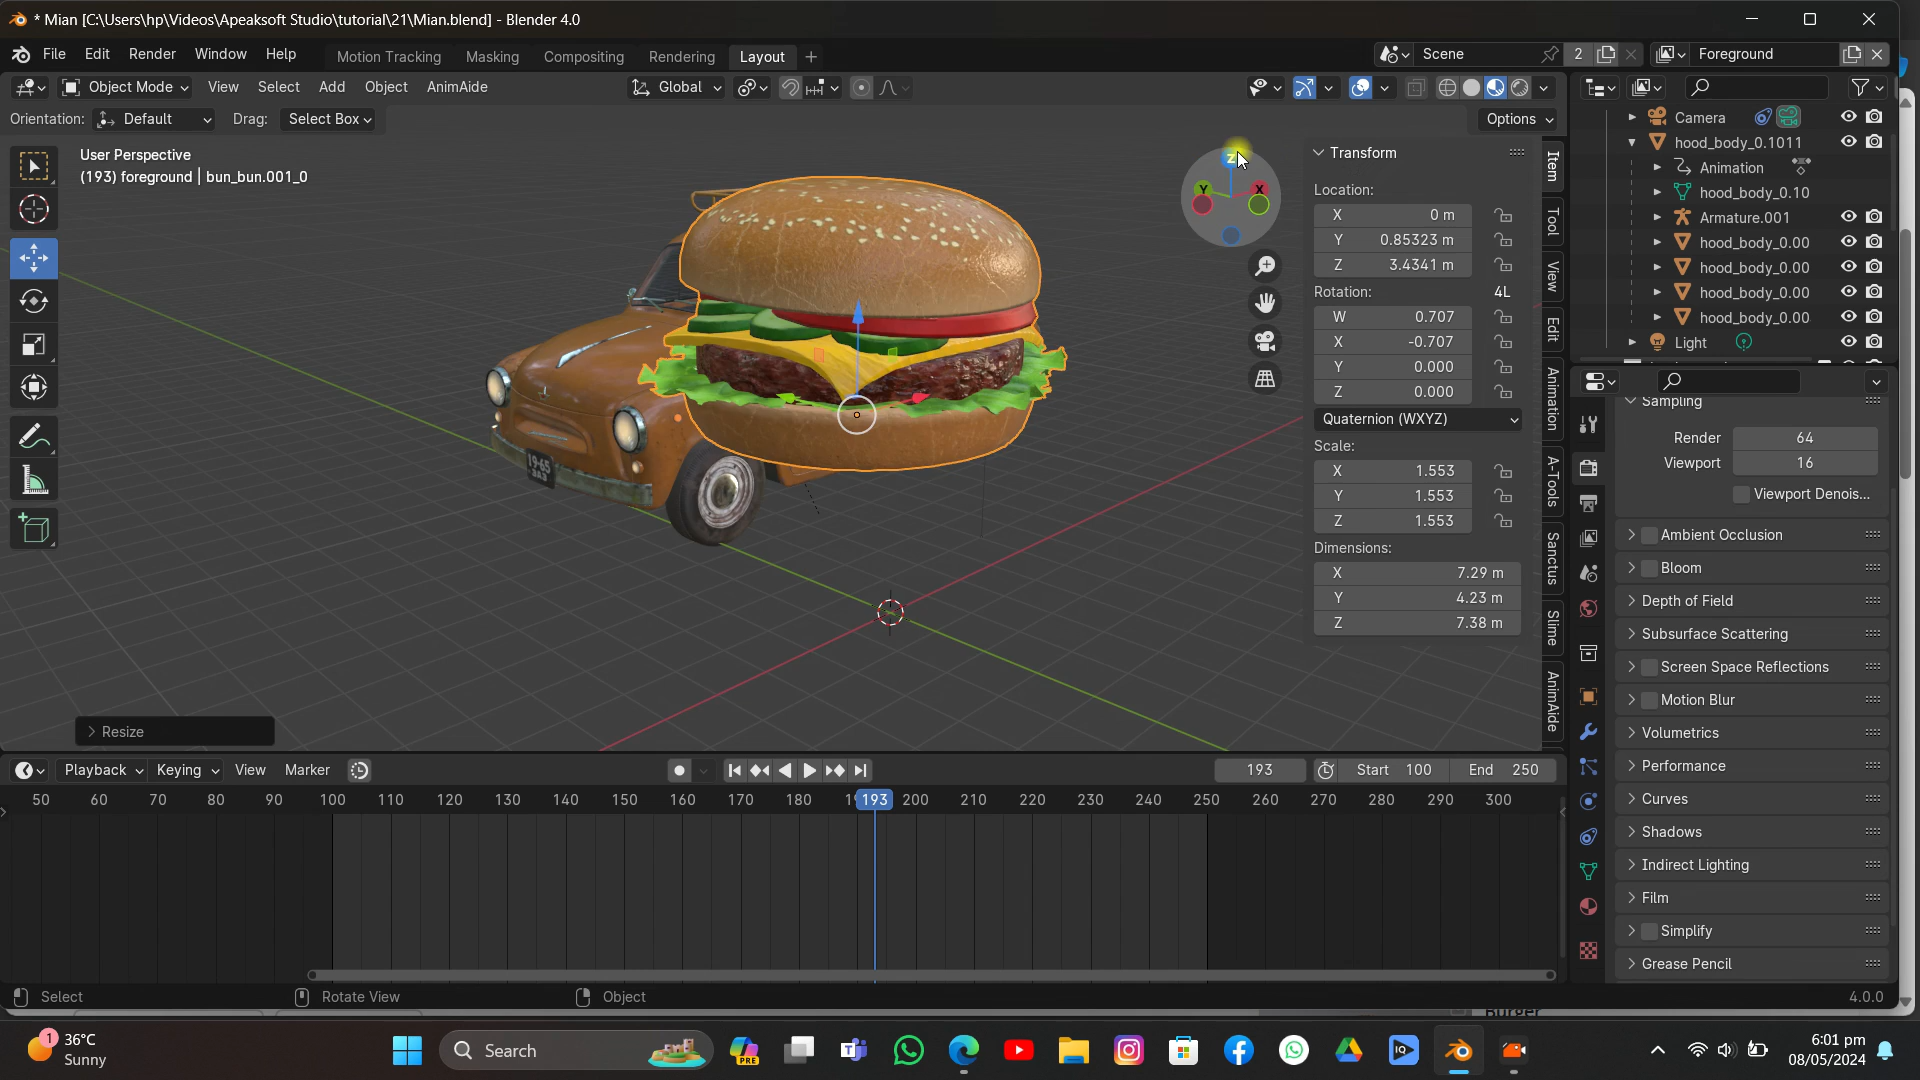 * Mian [C:\Users\hp\Videos\Apeaksoft Studio\tutorial\21\Mian.blend] - Blender 4.0
File Edit Render Window Help Motion Tracking Masking Compositing Rendering Layout Scene 2 Foreground
Object Mode View Select Add Object AnimAide Global
Orientation: Default Drag: Select Box Options
User Perspective
(193) foreground | bun_bun.001_0
Z
Y
X
Transform
Location:
X 0 m
Y 0.85323 m
Z 3.4341 m
Rotation: 4L
W 0.707
X -0.707
Y 0.000
Z 0.000
Quaternion (WXYZ)
Scale:
X 1.553
Y 1.553
Z 1.553
Dimensions:
X 7.29 m
Y 4.23 m
Z 7.38 m
Item
Tool
View
Edit
Animation
A-Tools
Sanctus
Slime
AnimAide
Camera
hood_body_0.1011
Animation
hood_body_0.10
Armature.001
hood_body_0.00
hood_body_0.00
hood_body_0.00
hood_body_0.00
Light
Sampling
Render 64
Viewport 16
Viewport Denois...
Ambient Occlusion
Bloom
Depth of Field
Subsurface Scattering
Screen Space Reflections
Motion Blur
Volumetrics
Performance
Curves
Shadows
Indirect Lighting
Film
Simplify
Grease Pencil
19-65
Resize
Playback Keying View Marker 193 Start 100 End 250
50 60 70 80 90 100 110 120 130 140 150 160 170 180 193 200 210 220 230 240 250 260 270 280 290 300
Select Rotate View Object 4.0.0
1
36°C
Sunny
Search
PRE
IQ
6:01 pm
08/05/2024